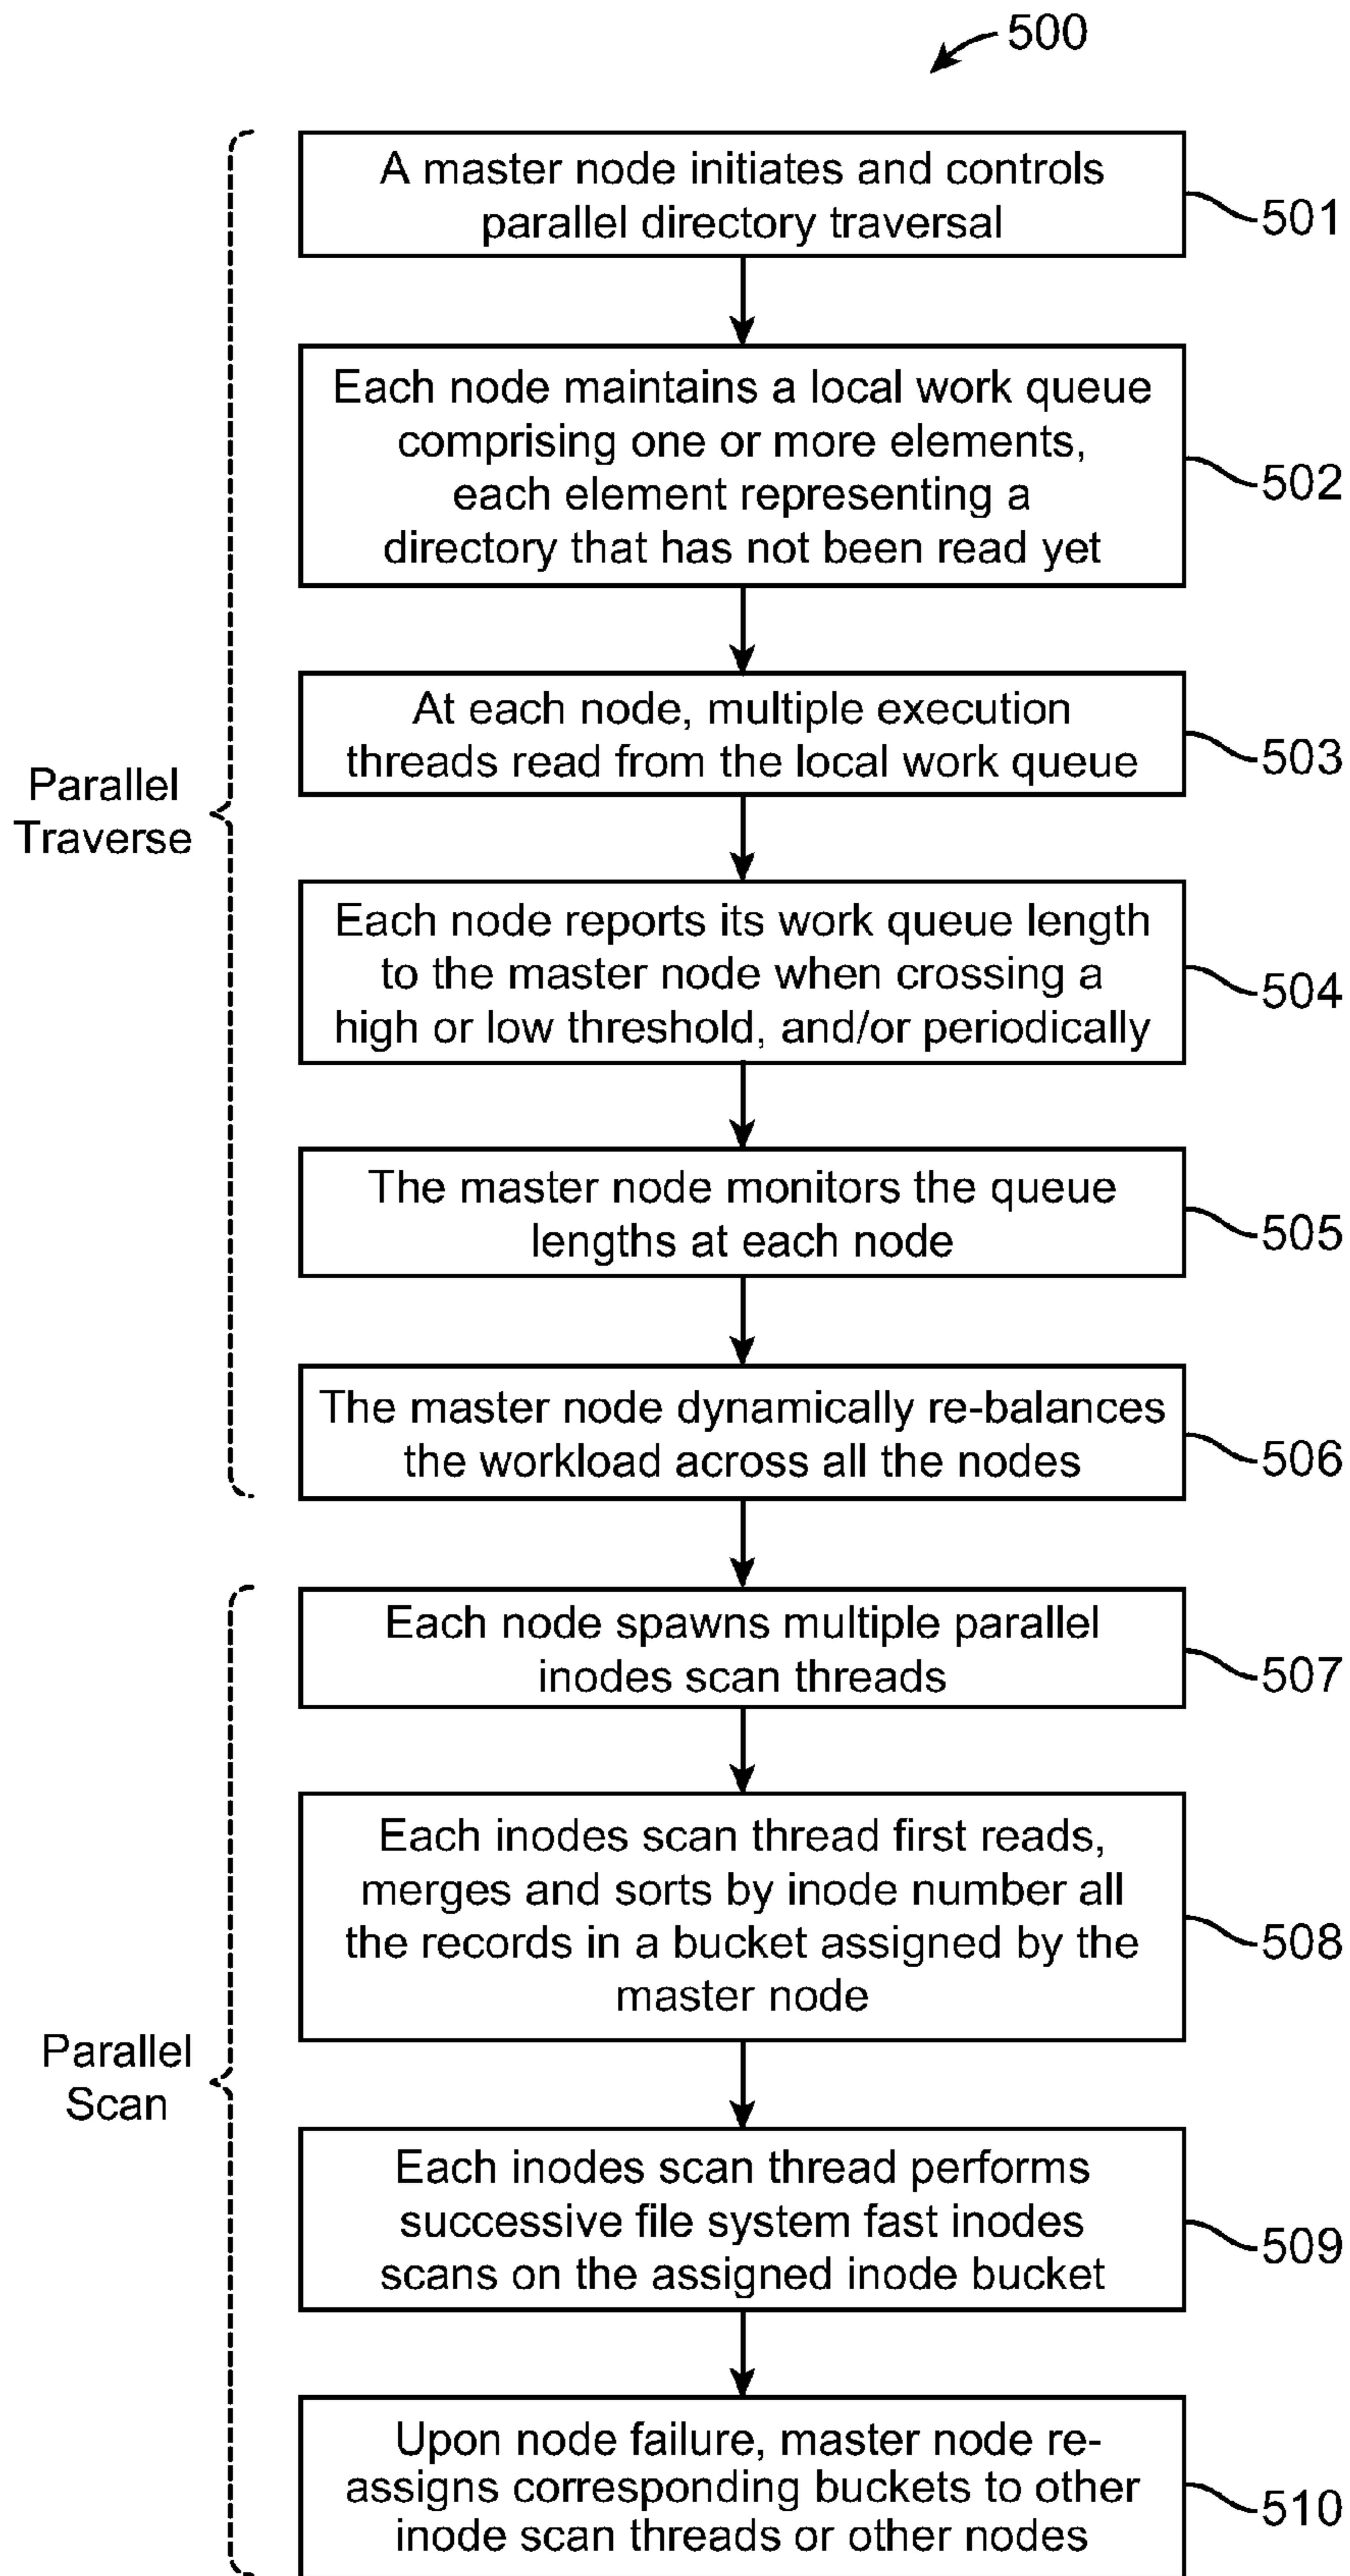 500
A master node initiates and controls
parallel directory traversal
501
Each node maintains a local work queue
comprising one or more elements,
each element representing a
directory that has not been read yet
502
At each node, multiple execution
threads read from the local work queue
503
Parallel
Traverse
Each node reports its work queue length
to the master node when crossing a
high or low threshold, and/or periodically
504
The master node monitors the queue
lengths at each node
505
The master node dynamically re-balances
the workload across all the nodes
506
Each node spawns multiple parallel
inodes scan threads
507
Each inodes scan thread first reads,
merges and sorts by inode number all
the records in a bucket assigned by the
master node
508
Parallel
Scan
Each inodes scan thread performs
successive file system fast inodes
scans on the assigned inode bucket
509
Upon node failure, master node re-
assigns corresponding buckets to other
inode scan threads or other nodes
510